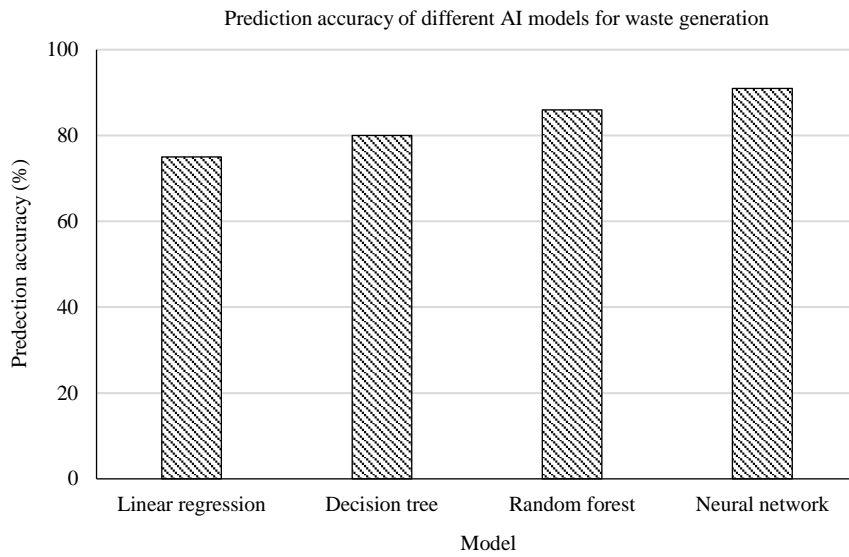 Prediction accuracy of different AI models for waste generation
100
80
60
40
20
0
Predection accuracy (%)
Linear regression
Decision tree
Random forest
Neural network
Model